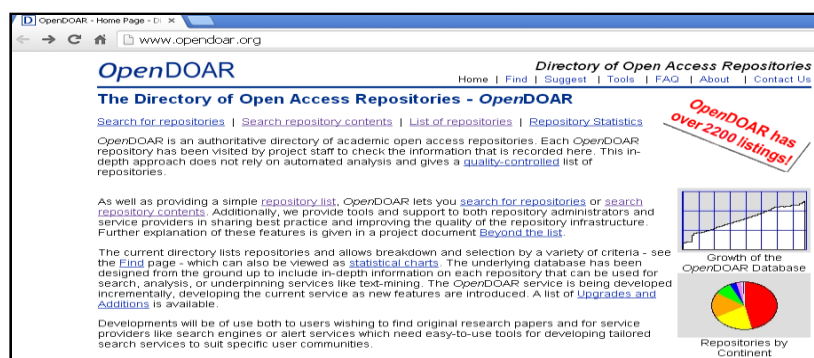 OpenDOAR - Home Page - Di
www.opendoar.org
OpenDOAR
Directory of Open Access Repositories
Home | Find | Suggest | Tools | FAQ | About | Contact Us
The Directory of Open Access Repositories - OpenDOAR
Search for repositories | Search repository contents | List of repositories | Repository Statistics
OpenDOAR has
over 2200 listings!
OpenDOAR is an authoritative directory of academic open access repositories. Each OpenDOAR
repository has been visited by project staff to check the information that is recorded here. This in-
depth approach does not rely on automated analysis and gives a quality-controlled list of
repositories.
As well as providing a simple repository list, OpenDOAR lets you search for repositories or search
repository contents. Additionally, we provide tools and support to both repository administrators and
service providers in sharing best practice and improving the quality of the repository infrastructure.
Further explanation of these features is given in a project document Beyond the list.
The current directory lists repositories and allows breakdown and selection by a variety of criteria - see
the Find page - which can also be viewed as statistical charts. The underlying database has been
designed from the ground up to include in-depth information on each repository that can be used for
search, analysis, or underpinning services like text-mining. The OpenDOAR service is being developed
incrementally, developing the current service as new features are introduced. A list of Upgrades and
Additions is available.
Developments will be of use both to users wishing to find original research papers and for service
providers like search engines or alert services which need easy-to-use tools for developing tailored
search services to suit specific user communities.
Growth of the
OpenDOAR Database
Repositories by
Continent